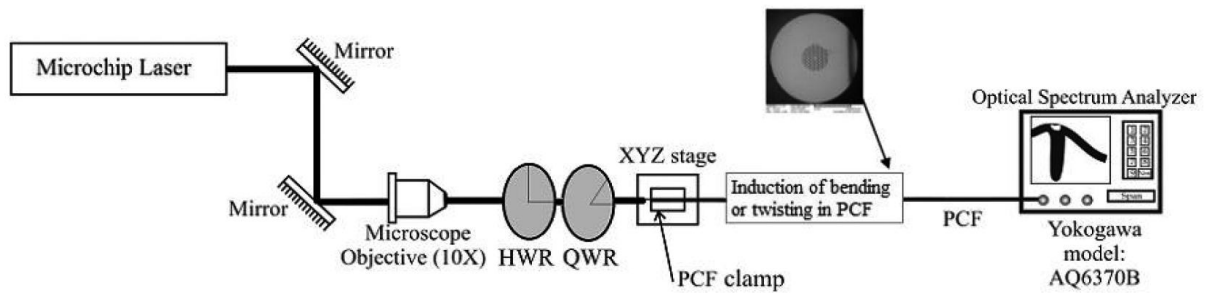 Microchip Laser
Mirror
Mirror
Microscope
Objective (10X)
HWR
QWR
XYZ stage
PCF clamp
Induction of bending
or twisting in PCF
PCF
Optical Spectrum Analyzer
Span
Yokogawa
model:
AQ6370B